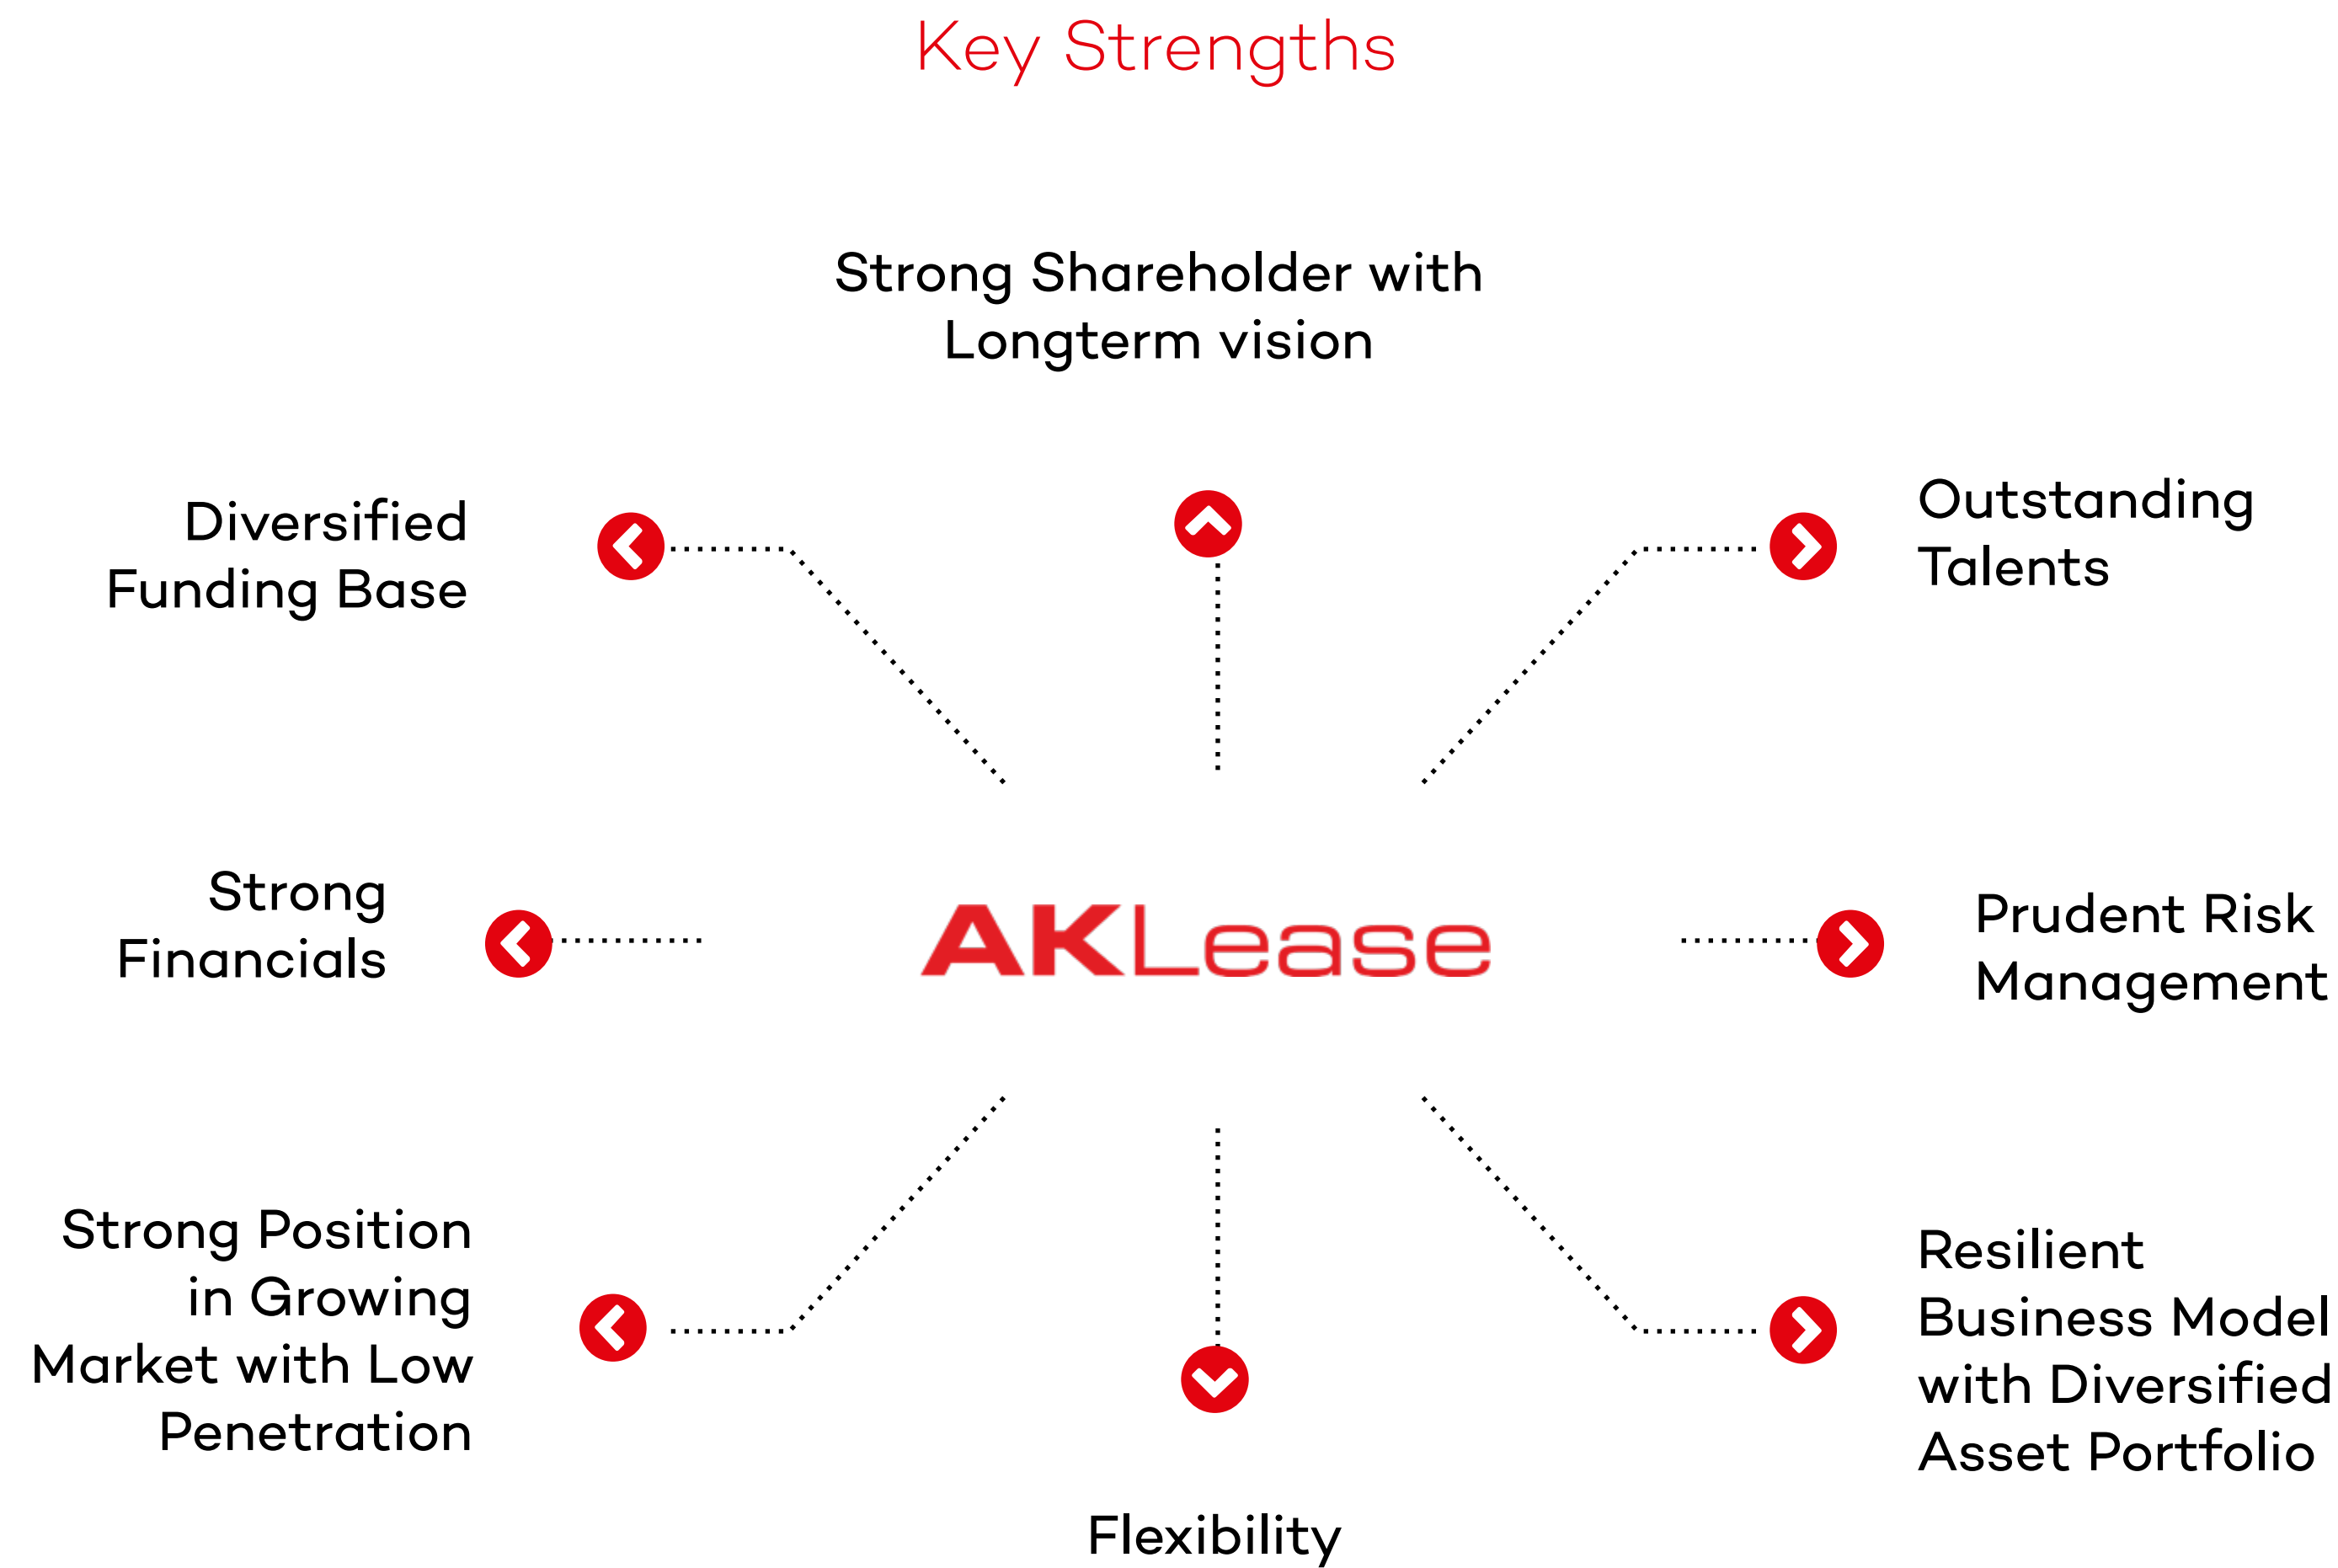 Key Strengths
Strong Shareholder with
Longterm vision
Diversified
Funding Base
Outstanding
Talents
Strong
Financials
AKLease
Prudent Risk
Management
Strong Position
in Growing
Market with Low
Penetration
Resilient
Business Model
with Diversified
Asset Portfolio
Flexibility